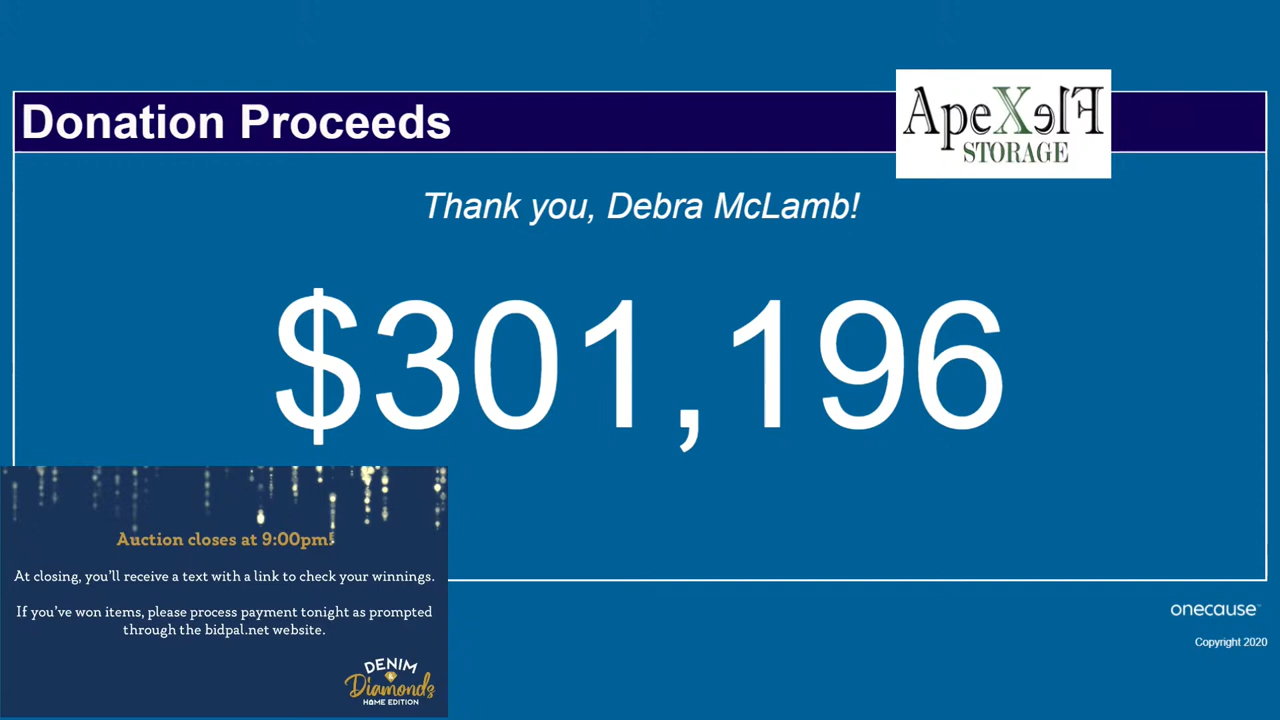 Donation Proceeds
ApeXFlex
STORAGE
Thank you, Debra McLamb!
$301,196
Auction closes at 9:00pm!
At closing, you'll receive a text with a link to check your winnings.
If you've won items, please process payment tonight as prompted
through the bidpal.net website.
DENIM
&
Diamonds
HOME EDITION
onecause™
Copyright 2020